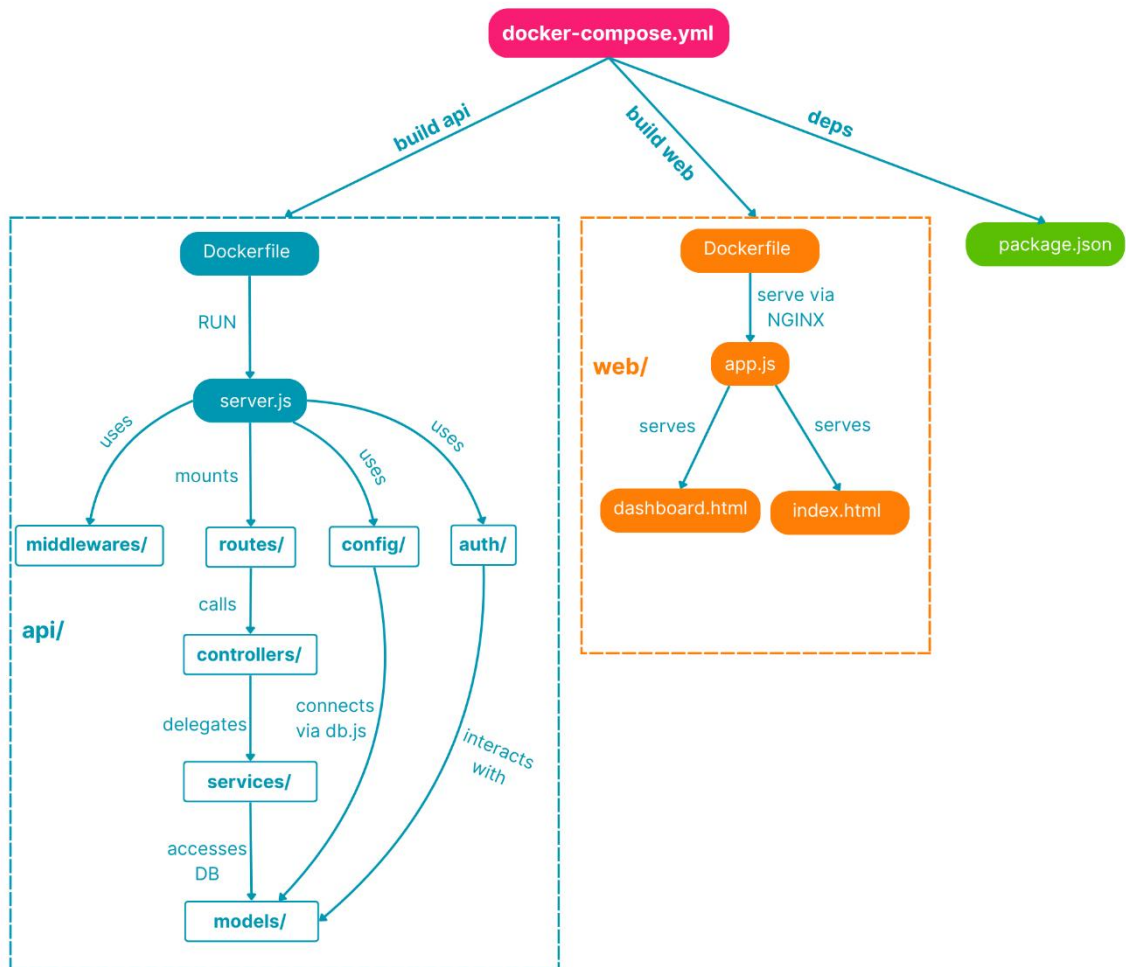 docker-compose.yml
build api
build web
deps
Dockerfile
Dockerfile
package.json
RUN
serve via
NGINX
web/
app.js
server.js
uses
mounts
uses
uses
serves
serves
dashboard.html
index.html
middlewares/
routes/
config/
auth/
calls
api/
controllers/
delegates
connects
via db.js
interacts
with
services/
accesses
DB
models/